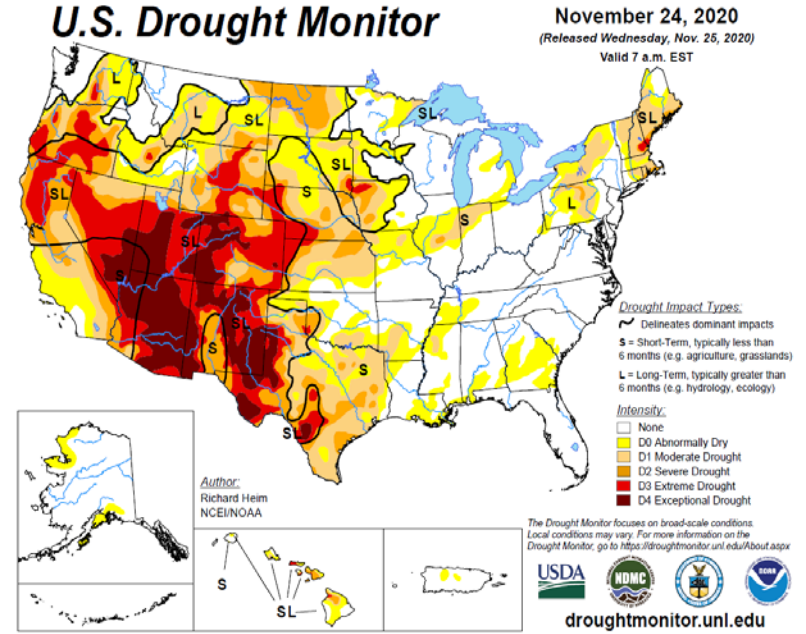 U.S. Drought Monitor
November 24, 2020
(Released Wednesday, Nov. 25, 2020)
Valid 7 a.m. EST
L
L
SL
SL
SL
SL
S
SL
L
S
SL
S
SL
S
S
SL
Drought Impact Types:
Delineates dominant impacts
S = Short-Term, typically less than
6 months (e.g. agriculture, grasslands)
L = Long-Term, typically greater than
6 months (e.g. hydrology, ecology)
Intensity:
None
D0 Abnormally Dry
D1 Moderate Drought
D2 Severe Drought
D3 Extreme Drought
D4 Exceptional Drought
Author:
Richard Heim
NCEI/NOAA
S
SL
The Drought Monitor focuses on broad-scale conditions.
Local conditions may vary. For more information on the
Drought Monitor, go to https://droughtmonitor.unl.edu/About.aspx
USDA
NDMC
NOAA
droughtmonitor.unl.edu